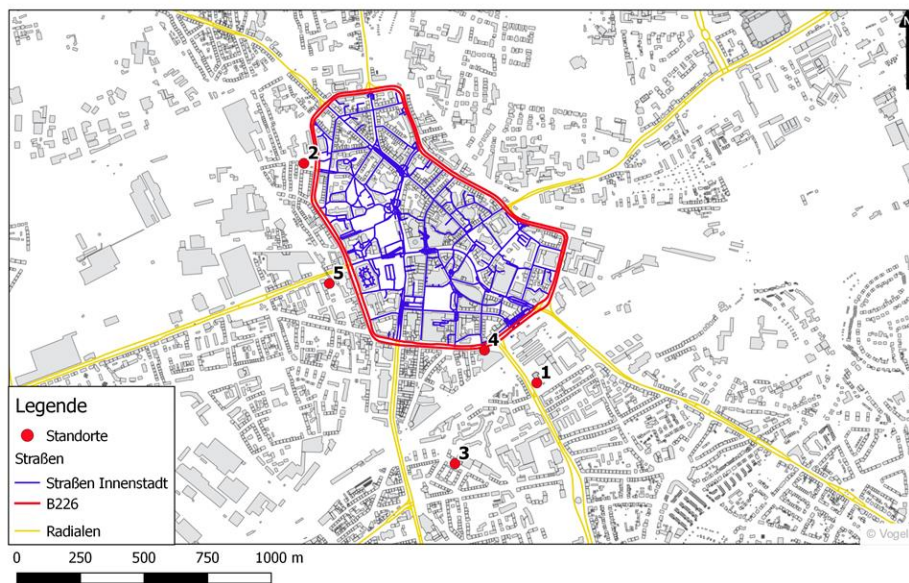 N
2
5
4
1
3
Legende
Standorte
Straßen
Straßen Innenstadt
B226
Radialen
© Vogel
0 250 500 750 1000 m